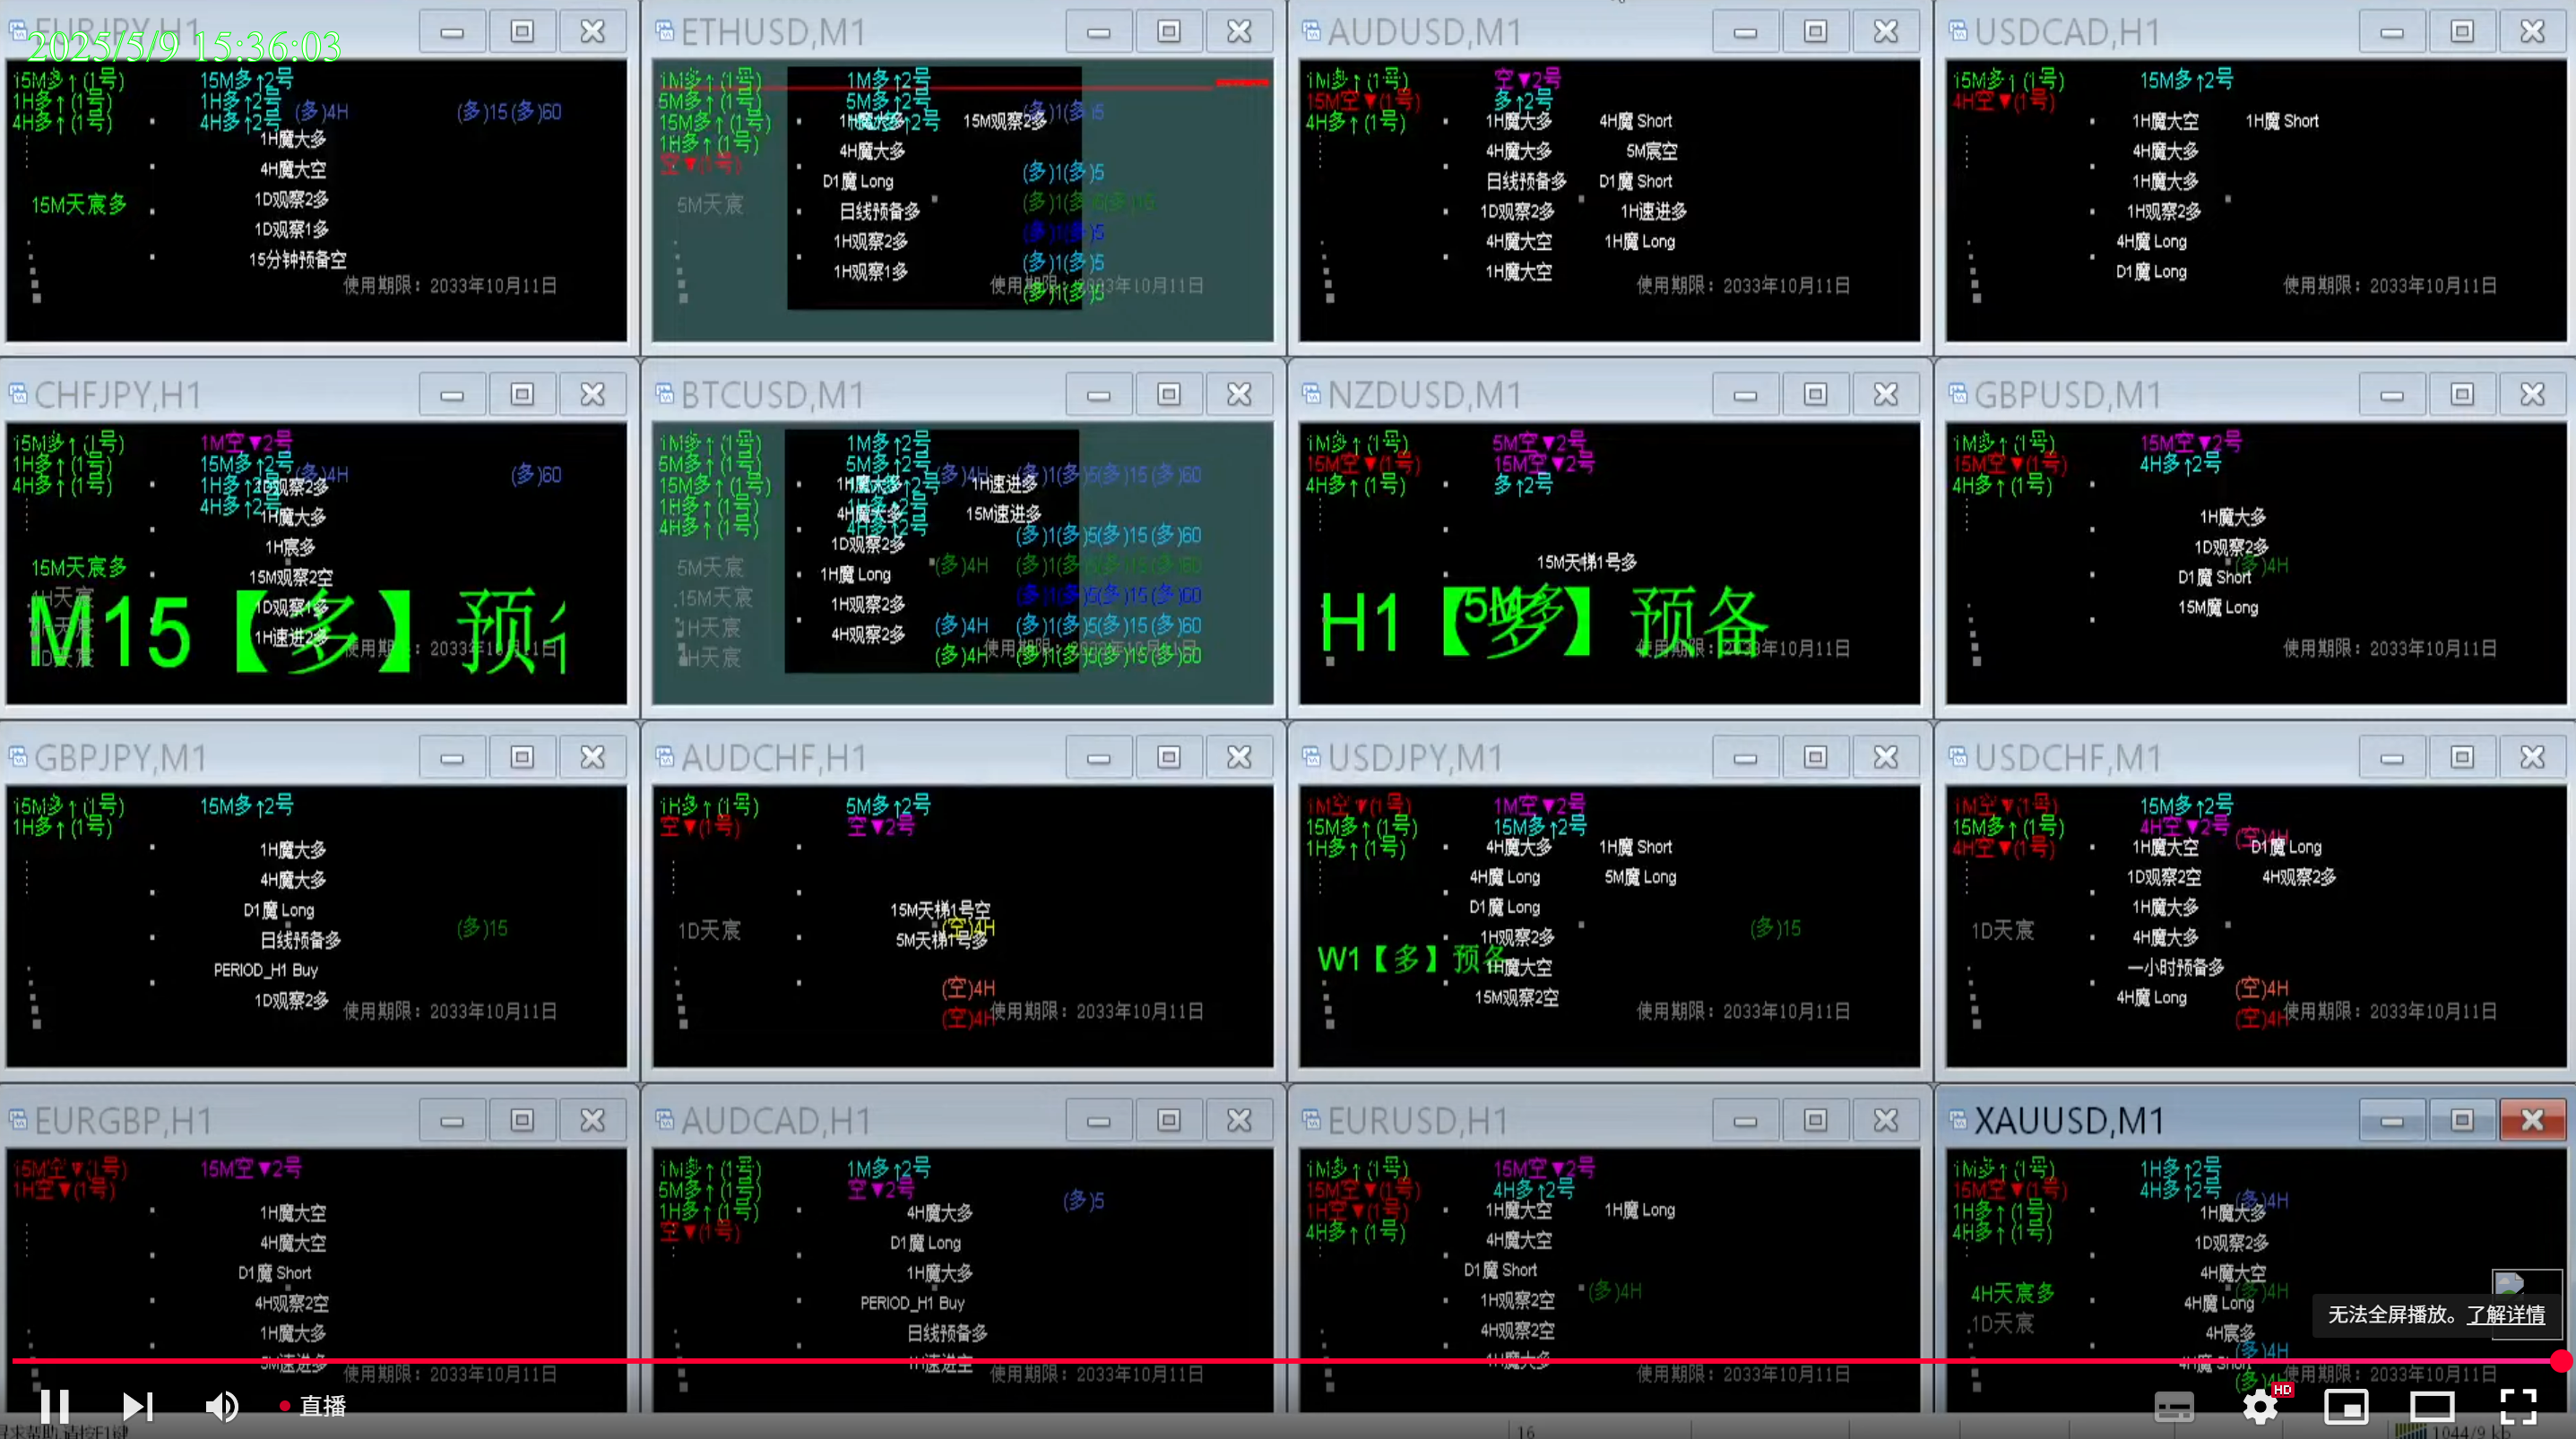 EURJPY,H1
2025/5/9 15:36:03
15M多↑(1号) 15M多↑2号
1H多↑(1号) 1H多↑2号 (多)4H (多)15(多)60
4H多↑(1号) 4H多↑2号
1H魔大多
4H魔大空
1D观察2多
15M天宸多
1D观察1多
15分钟预备空
使用期限：2033年10月11日
ETHUSD,M1
1M多↑(1号) 1M多↑2号
5M多↑(1号) 5M多↑2号 (多)1(多)5
15M多↑(1号) 1H魔大多 15M观察2多
1H多↑(1号) 4H魔大多
空▼(1号) (多)1(多)5
D1魔 Long
5M天宸 日线预备多
1H观察2多 (多)1(多)5
1H观察1多 (多)1(多)5
(多)1(多)5
AUDUSD,M1
1M多↑(1号) 空▼2号
15M空▼(1号) 多↑2号
4H多↑(1号) 1H魔大多 4H魔 Short
4H魔大多 5M宸空
日线预备多 D1魔 Short
1D观察2多 1H速进多
4H魔大空 1H魔 Long
1H魔大空
使用期限：2033年10月11日
USDCAD,H1
15M多↑(1号) 15M多↑2号
4H空▼(1号)
1H魔大空 1H魔 Short
4H魔大多
1H魔大多
1H观察2多
4H魔 Long
D1魔 Long
使用期限：2033年10月11日
CHFJPY,H1
15M多↑(1号) 1M空▼2号
1H多↑(1号) 15M多↑2号 (多)4H (多)60
4H多↑(1号) 1H多↑2号 1D观察2多
4H多↑2号 1H魔大多
1H宸多
15M天宸多 15M观察2空
1D观察1多
M15【多】预备
1H速进2多
BTCUSD,M1
1M多↑(1号) 1M多↑2号
5M多↑(1号) 5M多↑2号 (多)4H (多)1(多)5(多)15(多)60
15M多↑(1号) 1H魔大多 1H速进多
1H多↑(1号) 4H魔大多 15M速进多
4H多↑(1号) 4H多↑2号 (多)1(多)5(多)15(多)60
1D观察2多
5M天宸 1H魔 Long (多)4H (多)1(多)5(多)15(多)60
15M天宸 1H观察2多 (多)1(多)5(多)15(多)60
1H天宸 4H观察2多 (多)4H (多)1(多)5(多)15(多)60
4H天宸 (多)4H (多)1(多)5(多)15(多)60
NZDUSD,M1
1M多↑(1号) 5M空▼2号
15M空▼(1号) 15M空▼2号
4H多↑(1号) 多↑2号
15M天梯1号多
H1【多】预备
5M多
GBPUSD,M1
1M多↑(1号) 15M空▼2号
15M空▼(1号) 4H多↑2号
4H多↑(1号)
1H魔大多
1D观察2多
(多)4H
D1魔 Short
15M魔 Long
使用期限：2033年10月11日
GBPJPY,M1
15M多↑(1号) 15M多↑2号
1H多↑(1号)
1H魔大多
4H魔大多
D1魔 Long
(多)15
日线预备多
PERIOD_H1 Buy
1D观察2多
使用期限：2033年10月11日
AUDCHF,H1
1H多↑(1号) 5M多↑2号
空▼(1号) 空▼2号
15M天梯1号空
1D天宸 (空)4H
5M天梯1号多
(空)4H
(空)4H
使用期限：2033年10月11日
USDJPY,M1
1M空▼(1号) 1M空▼2号
15M多↑(1号) 15M多↑2号
1H多↑(1号) 4H魔大多 1H魔 Short
4H魔 Long 5M魔 Long
D1魔 Long
(多)15
1H观察2多
W1【多】预备 1H魔大空
15M观察2空
使用期限：2033年10月11日
USDCHF,M1
1M空▼(1号) 15M多↑2号
15M多↑(1号) 4H空▼2号 (空)4H
4H空▼(1号) 1H魔大空 D1魔 Long
1D观察2空 4H观察2多
1H魔大多
1D天宸 4H魔大多
一小时预备多
4H魔 Long (空)4H
(空)4H
使用期限：2033年10月11日
EURGBP,H1
15M空▼(1号) 15M空▼2号
1H空▼(1号)
1H魔大空
4H魔大空
D1魔 Short
4H观察2空
1H魔大多
5M速进多
使用期限：2033年10月11日
AUDCAD,H1
1M多↑(1号) 1M多↑2号
5M多↑(1号) 空▼2号 (多)5
1H多↑(1号) 4H魔大多
空▼(1号)
D1魔 Long
1H魔大多
PERIOD_H1 Buy
日线预备多
1H速进空
使用期限：2033年10月11日
EURUSD,H1
1M多↑(1号) 15M空▼2号
15M空▼(1号) 4H多↑2号
1H空▼(1号) 1H魔大空 1H魔 Long
4H多↑(1号) 4H魔大空
D1魔 Short
(多)4H
1H观察2空
4H观察2空
1H魔大多
使用期限：2033年10月11日
XAUUSD,M1
1M多↑(1号) 1H多↑2号
15M空▼(1号) 4H多↑2号 (多)4H
1H多↑(1号) 1H魔大多
4H多↑(1号) 1D观察2多
4H魔大空
4H天宸多 (多)4H
4H魔 Long
1D天宸 4H宸多
(多)4H
4H魔 Short
(多)4H
使用期限：2033年10月11日
无法全屏播放。了解详情
直播
HD
16
1044/9 kb